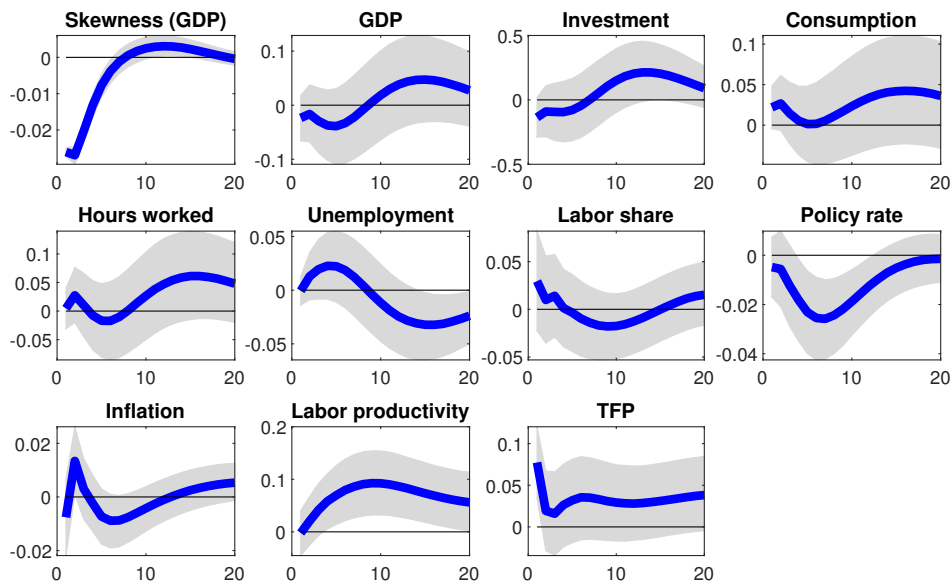 Skewness (GDP)
0
-0.01
-0.02
0 10 20
GDP
0.1
0
-0.1
0 10 20
Investment
0.5
0
-0.5
0 10 20
Consumption
0.1
0.05
0
0 10 20
Hours worked
0.1
0.05
0
-0.05
0 10 20
Unemployment
0.05
0
-0.05
0 10 20
Labor share
0.05
0
-0.05
0 10 20
Policy rate
0
-0.02
-0.04
0 10 20
Inflation
0.02
0
-0.02
0 10 20
Labor productivity
0.2
0.1
0
0 10 20
TFP
0.1
0.05
0
0 10 20